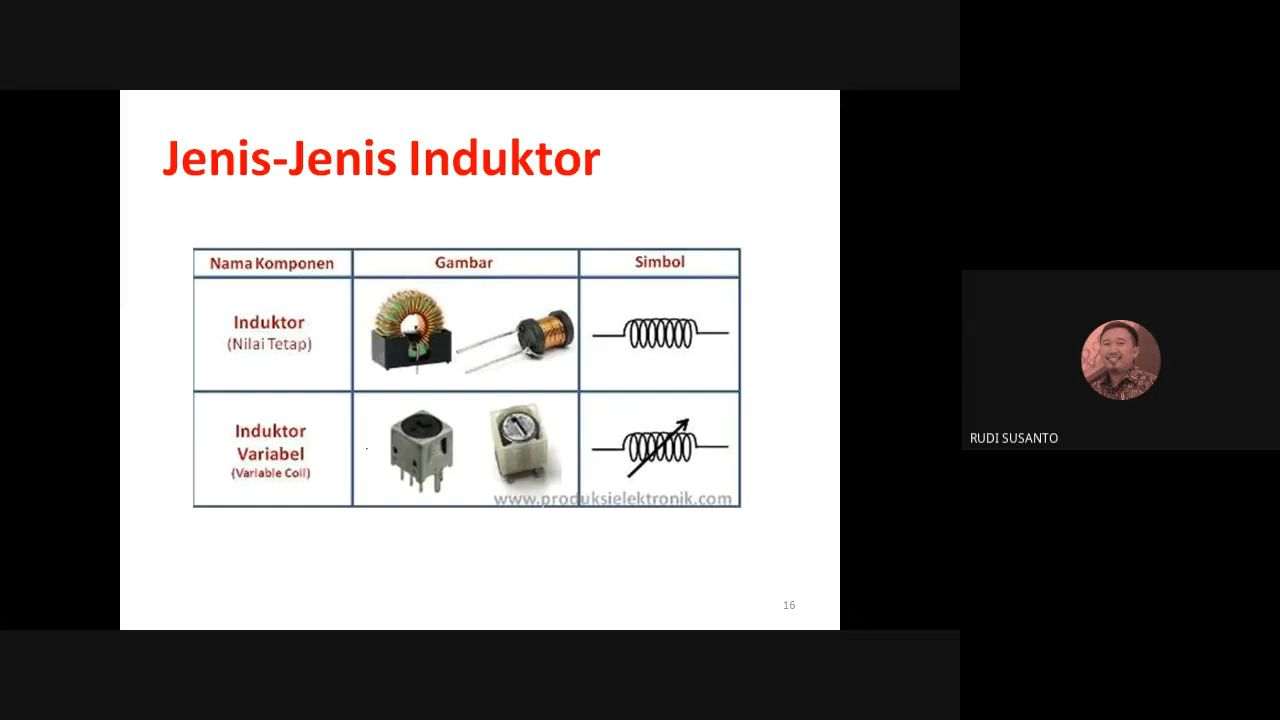 Jenis-Jenis Induktor
Nama Komponen
Gambar
Simbol
Induktor
(Nilai Tetap)
Induktor
Variabel
(Variable Coil)
www.produksielektronik.com
16
RUDI SUSANTO